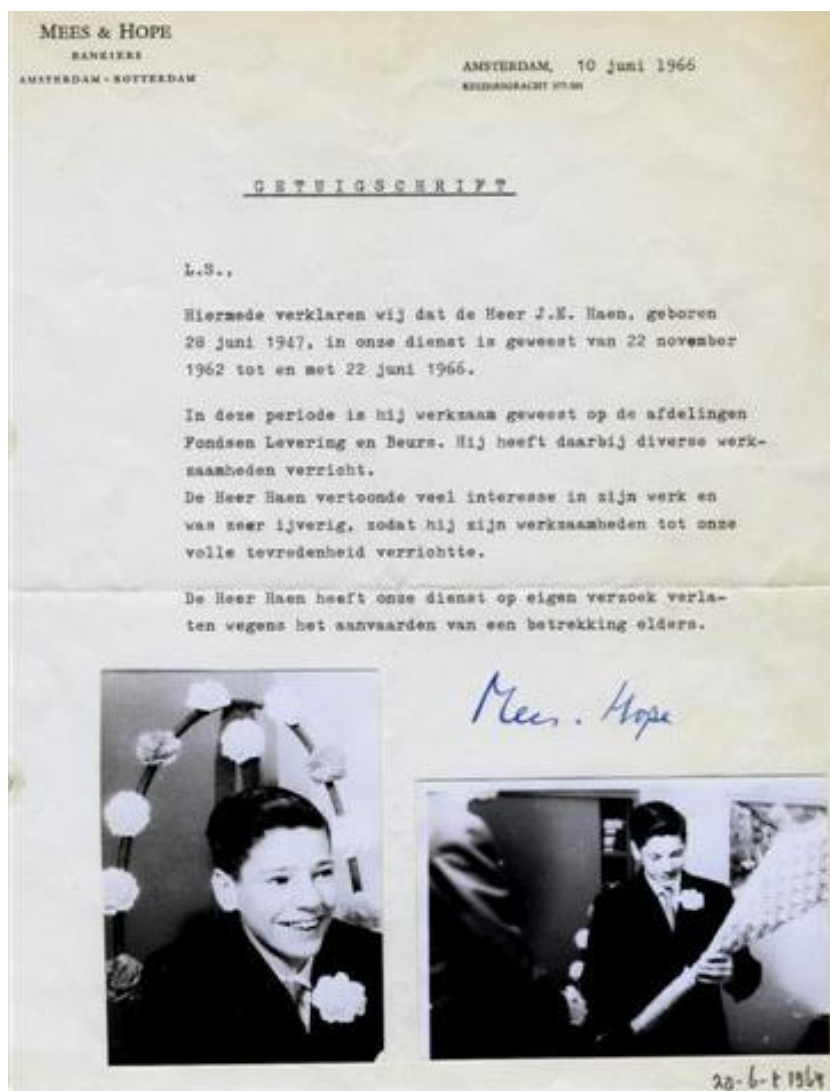 MEES & HOPE
BANKIERS
AMSTERDAM - ROTTERDAM
AMSTERDAM, 10 juni 1966
GETUIGSCHRIFT
L.S.,
Hiermede verklaren wij dat de Heer J.K. Haen, geboren
28 juni 1947, in onze dienst is geweest van 22 november
1962 tot en met 22 juni 1966.
In deze periode is hij werkzaam geweest op de afdelingen
Fondsen Levering en Beurs. Hij heeft daarbij diverse werk-
zaamheden verricht.
De Heer Haen vertoonde veel interesse in zijn werk en
was zeer ijverig, zodat hij zijn werkzaamheden tot onze
volle tevredenheid verrichtte.
De Heer Haen heeft onze dienst op eigen verzoek verla-
ten wegens het aanvaarden van een betrekking elders.
Mees. Hope